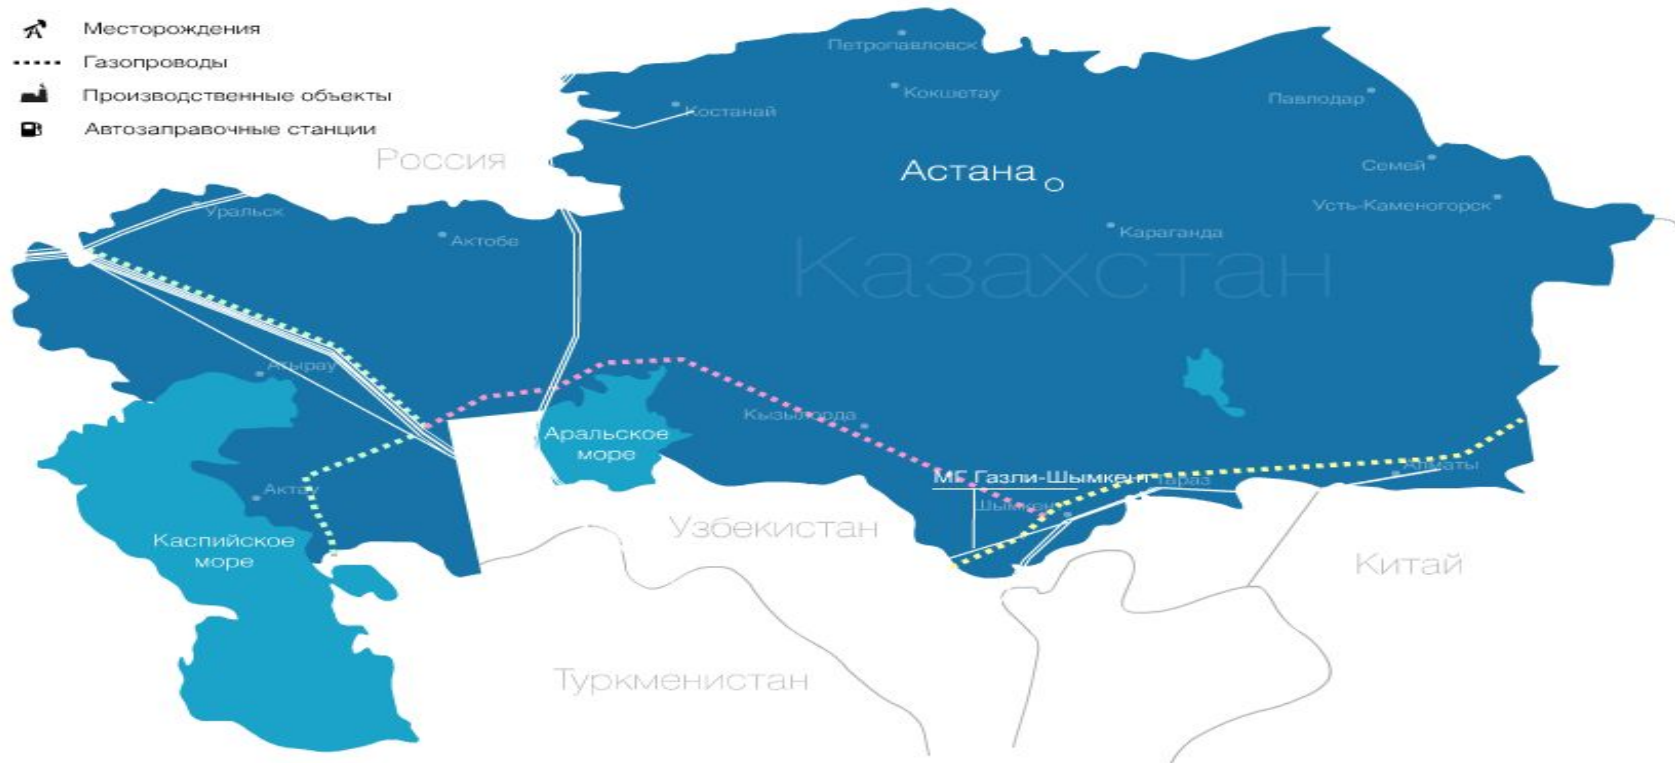 Месторождения
Газопроводы
Производственные объекты
Автозаправочные станции
Петропавловск
Кокшетау
Павлодар
Костанай
Россия
Семей
Астана
Усть-Каменогорск
Уральск
Актобе
Караганда
Казахстан
Атырау
Кызылорда
Аральское
море
Алматы
МГ Газли-Шымкент
Тараз
Актау
Шымкент
Узбекистан
Каспийское
море
Китай
Туркменистан